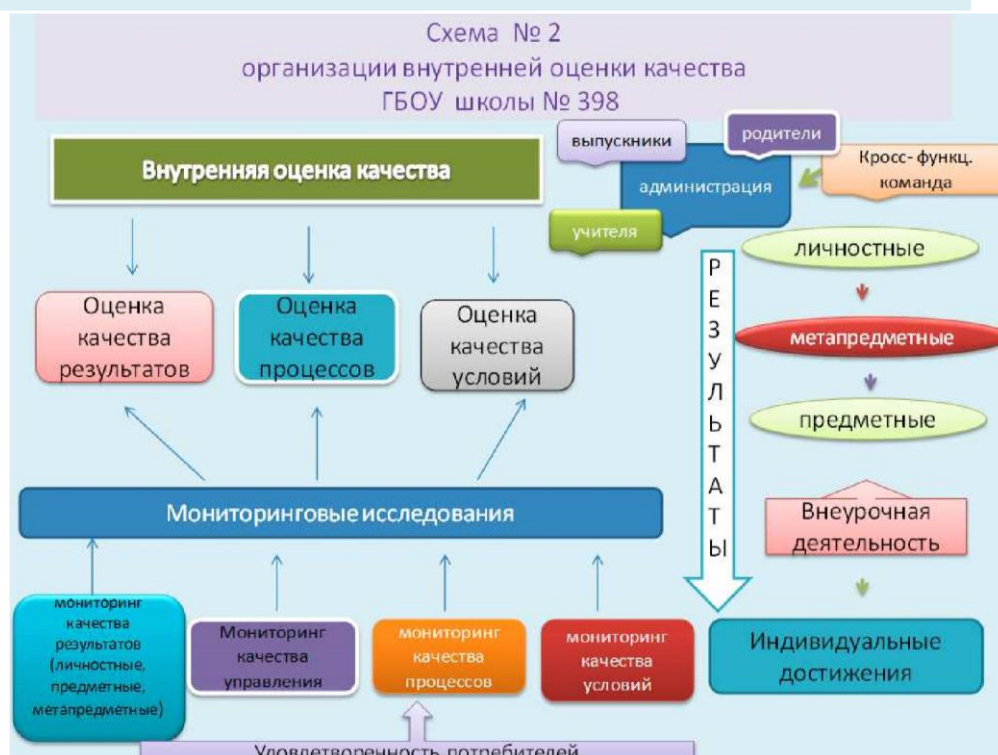 Схема № 2
организации внутренней оценки качества
ГБОУ школы № 398
Внутренняя оценка качества
выпускники
родители
администрация
Кросс- функц.
команда
учителя
Оценка
качества
результатов
Оценка
качества
процессов
Оценка
качества
условий
РЕЗУЛЬТАТЫ
личностные
метапредметные
предметные
Внеурочная
деятельность
Индивидуальные
достижения
Мониторинговые исследования
мониторинг
качества
результатов
(личностные,
предметные,
метапредметные)
Мониторинг
качества
управления
мониторинг
качества
процессов
мониторинг
качества
условий
Удовлетворенность потребителей